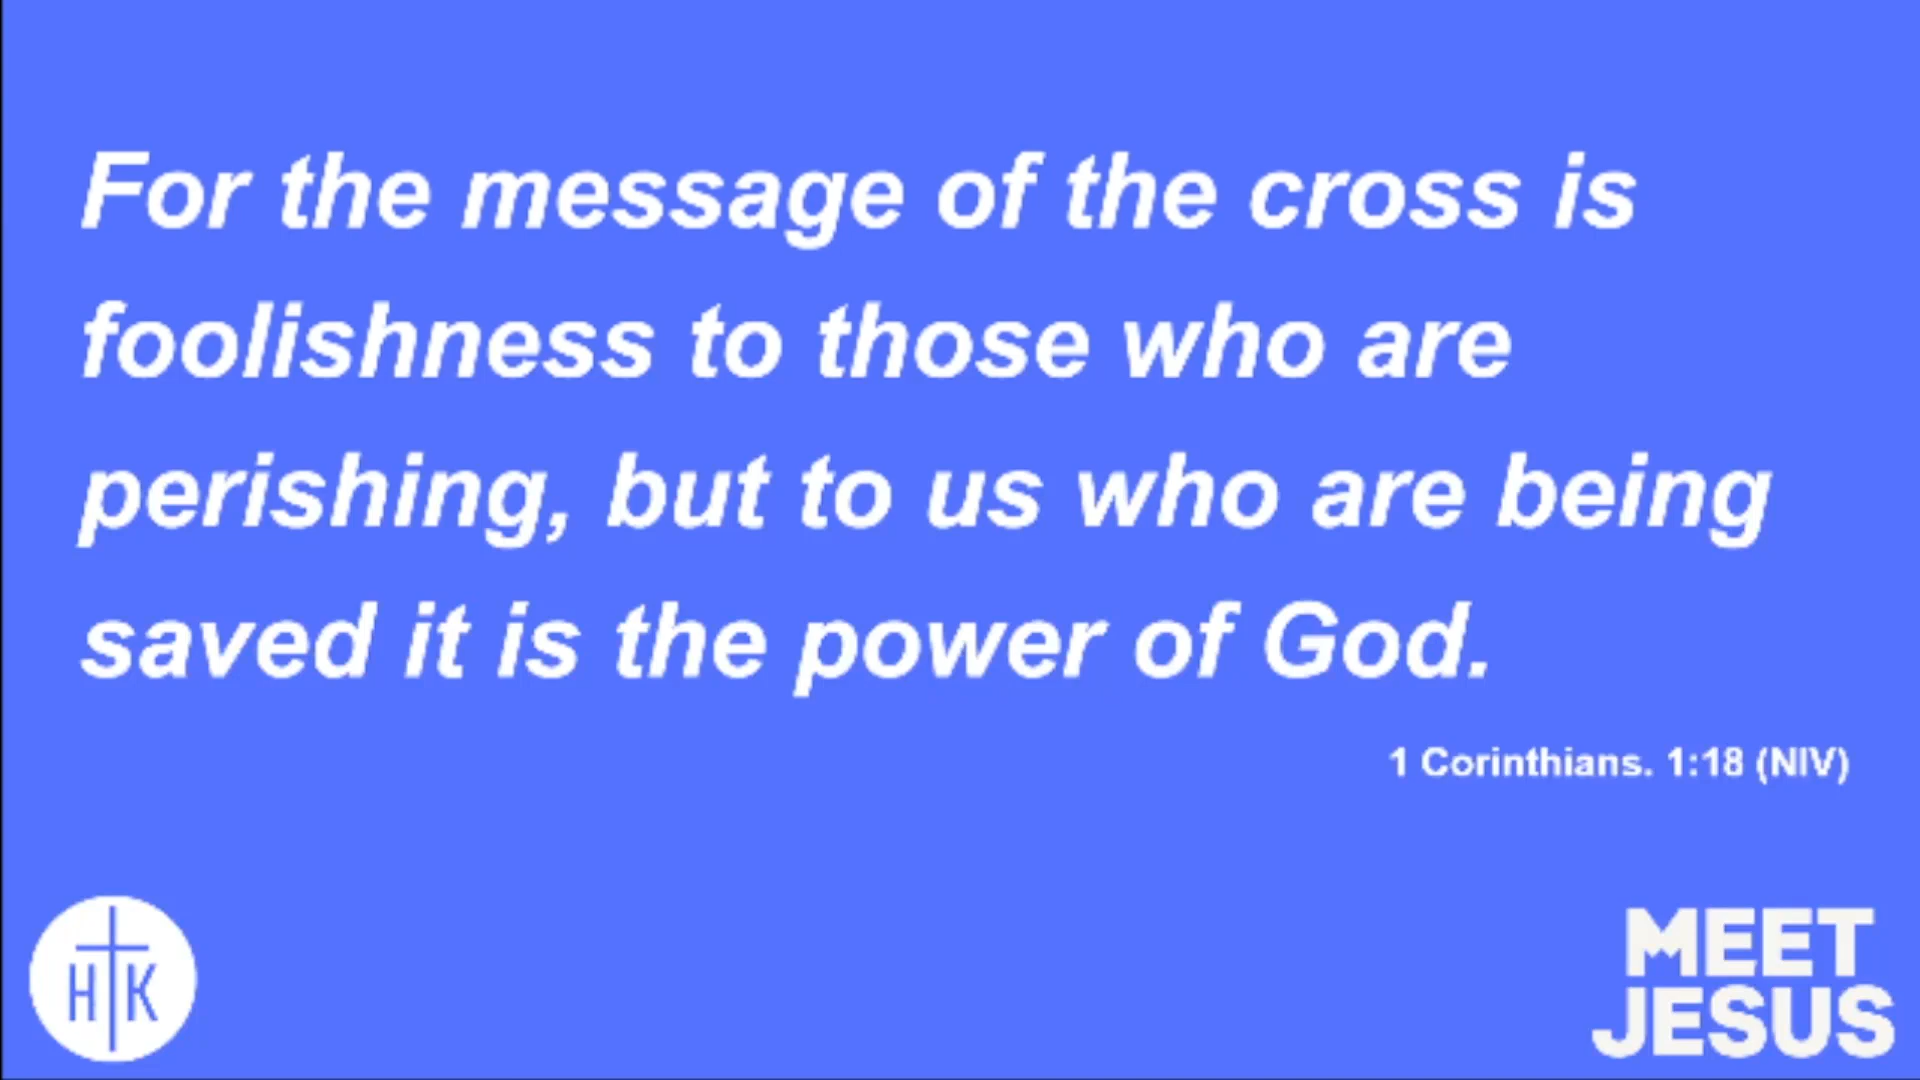 For the message of the cross is
foolishness to those who are
perishing, but to us who are being
saved it is the power of God.
1 Corinthians. 1:18 (NIV)
HTK
MEET
JESUS